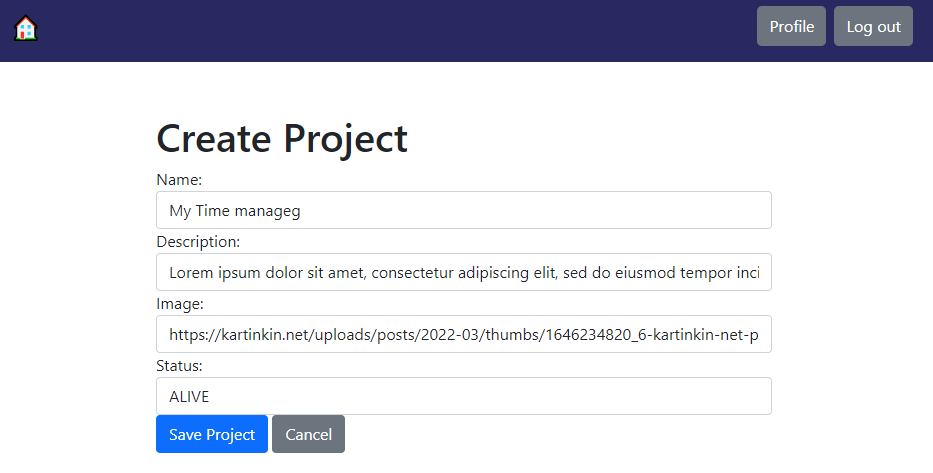 Profile Log out
Create Project
Name:
My Time manageg
Description:
Lorem ipsum dolor sit amet, consectetur adipiscing elit, sed do eiusmod tempor inci
Image:
https://kartinkin.net/uploads/posts/2022-03/thumbs/1646234820_6-kartinkin-net-p
Status:
ALIVE
Save Project Cancel